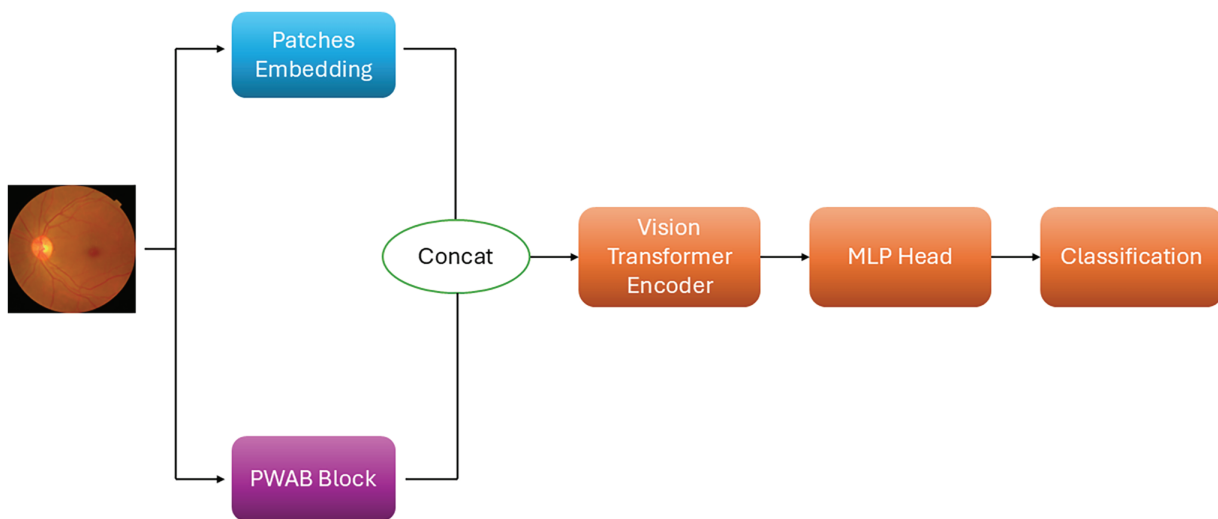 Patches
Embedding
Concat
Vision
Transformer
Encoder
MLP Head
Classification
PWAB Block